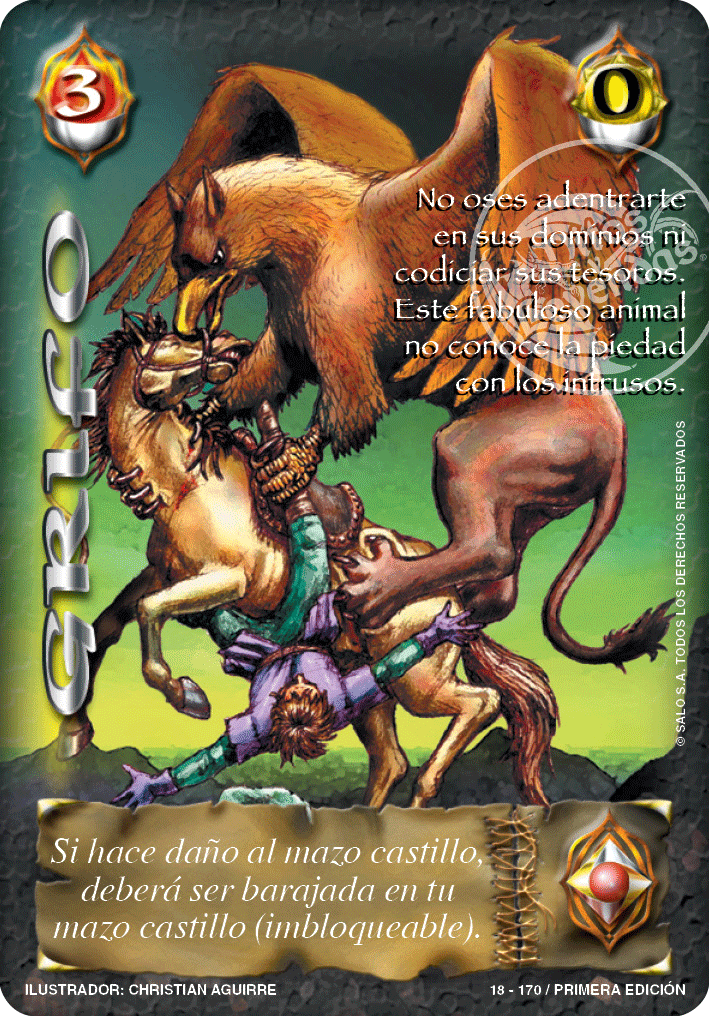 3
0
GRIFO
No oses adentrarte
en sus dominios ni
codiciar sus tesoros.
Este fabuloso animal
no conoce la piedad
con los intrusos.
Mitos
y
Leyendas
®
© SALO S.A. TODOS LOS DERECHOS RESERVADOS
Si hace daño al mazo castillo,
deberá ser barajada en tu
mazo castillo (imbloqueable).
ILUSTRADOR: CHRISTIAN AGUIRRE
18 - 170 / PRIMERA EDICIÓN